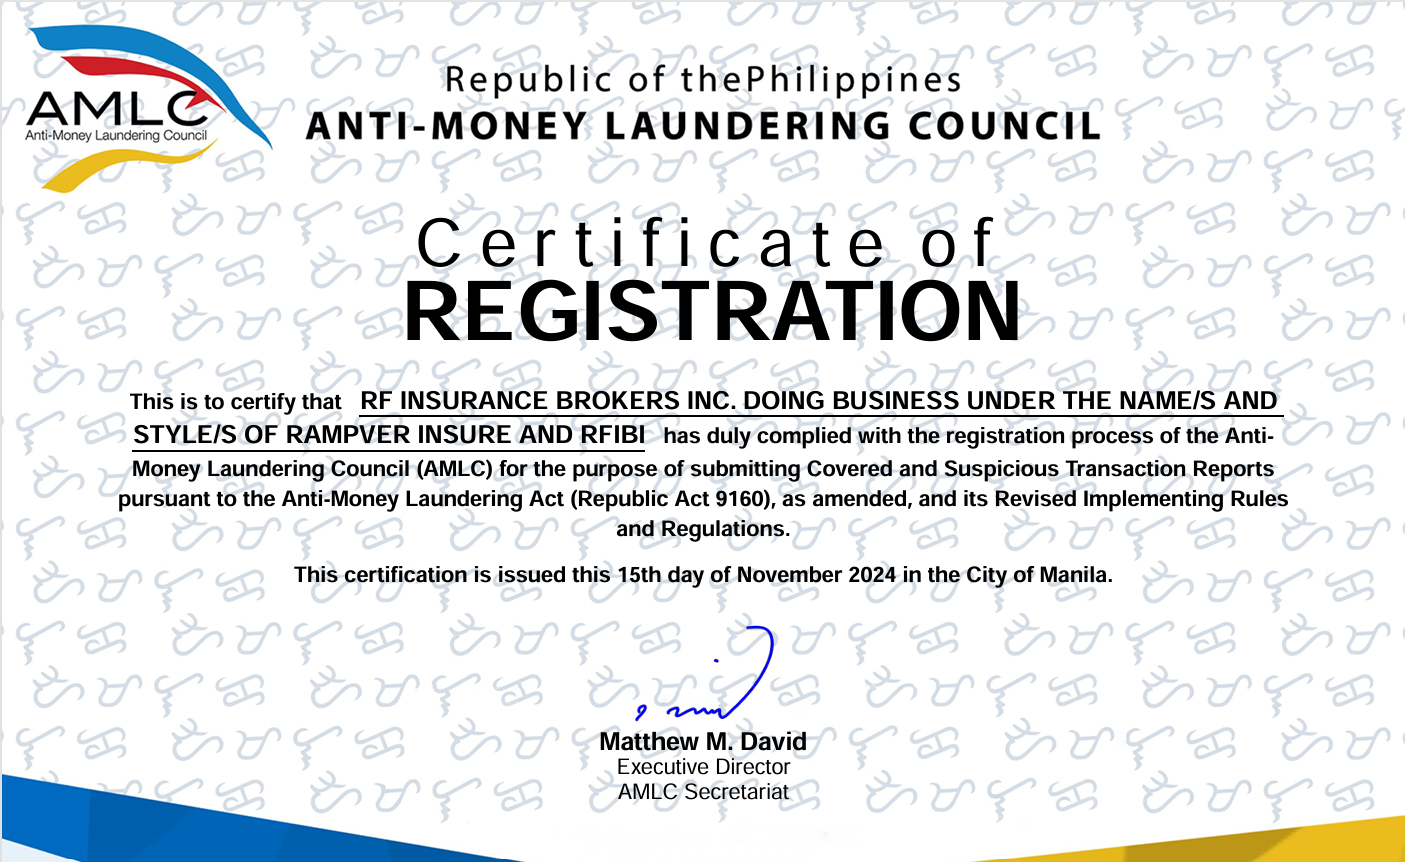 AMLC
Anti-Money Laundering Council
Republic of thePhilippines
ANTI-MONEY LAUNDERING COUNCIL
Certificate of
REGISTRATION
This is to certify that RF INSURANCE BROKERS INC. DOING BUSINESS UNDER THE NAME/S AND
STYLE/S OF RAMPVER INSURE AND RFIBI has duly complied with the registration process of the Anti-
Money Laundering Council (AMLC) for the purpose of submitting Covered and Suspicious Transaction Reports
pursuant to the Anti-Money Laundering Act (Republic Act 9160), as amended, and its Revised Implementing Rules
and Regulations.
This certification is issued this 15th day of November 2024 in the City of Manila.
Matthew M. David
Executive Director
AMLC Secretariat